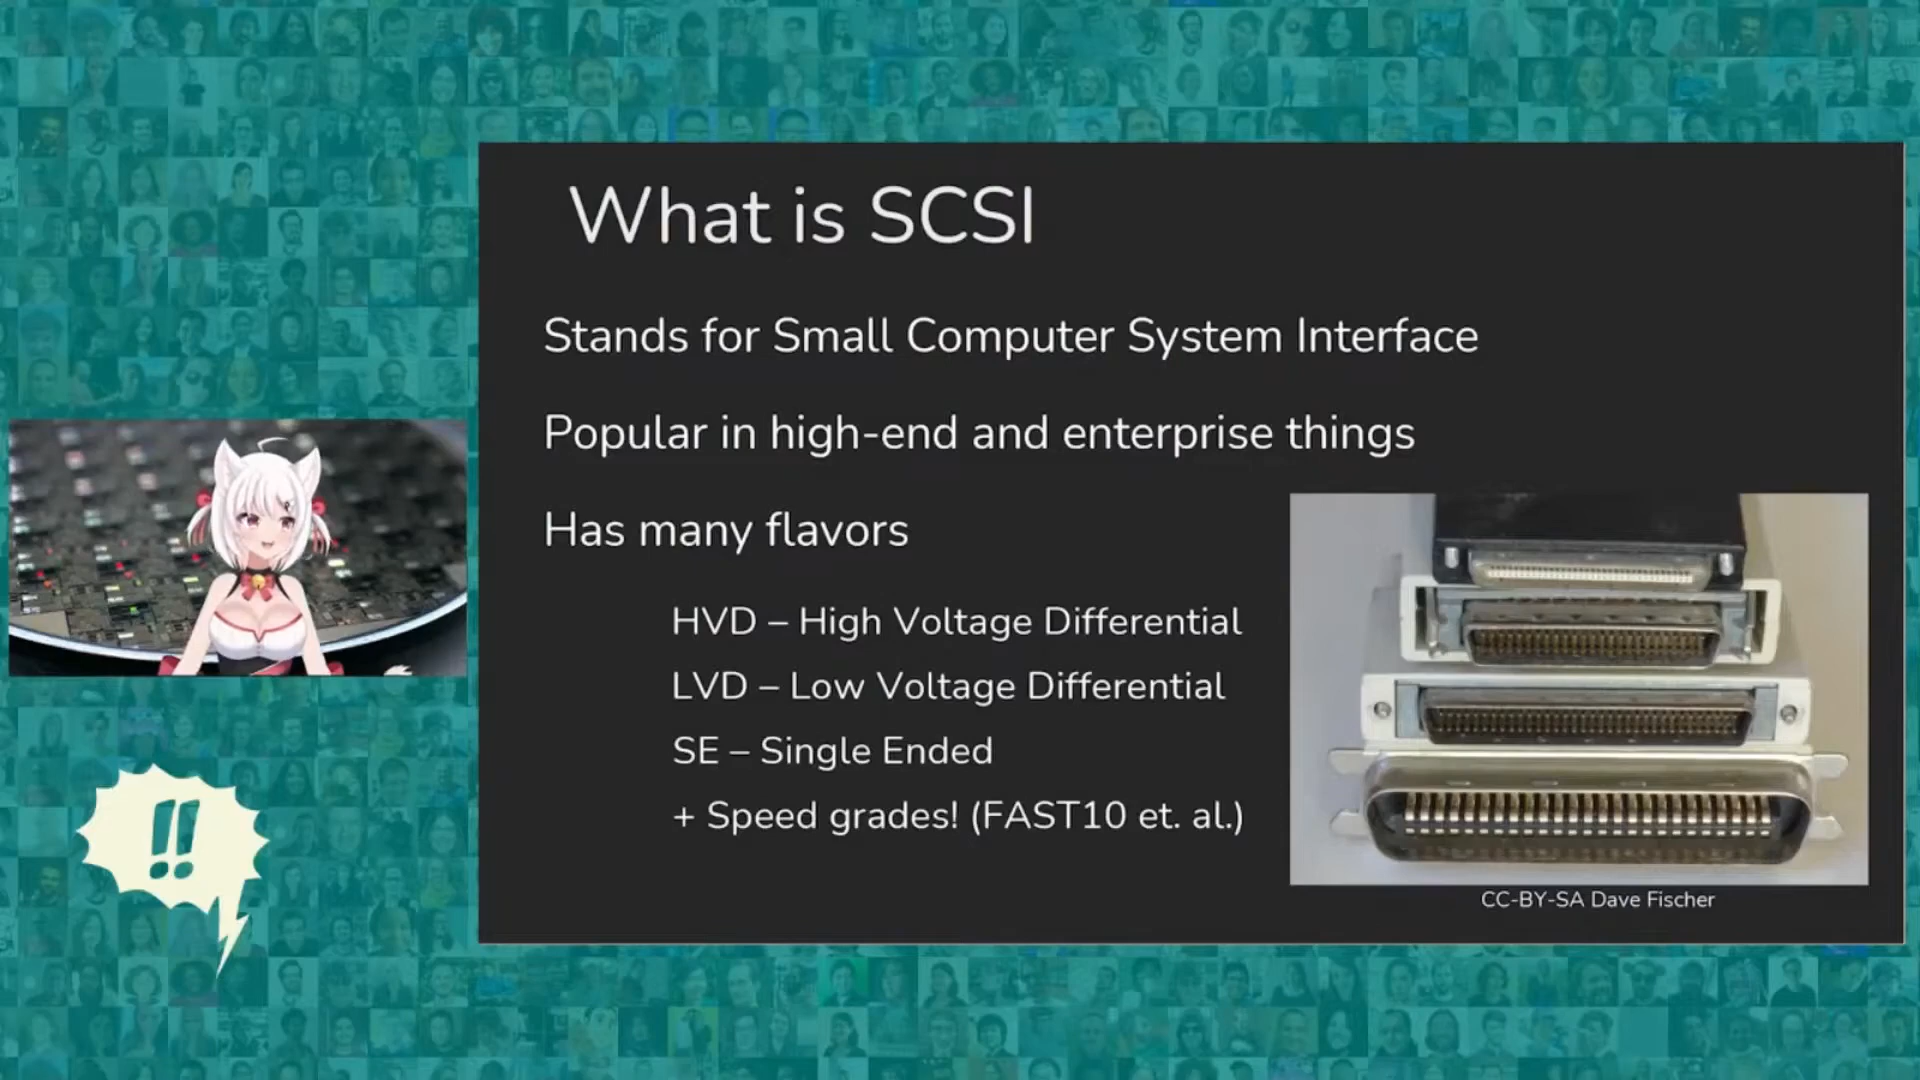 What is SCSI
Stands for Small Computer System Interface
Popular in high-end and enterprise things
Has many flavors
HVD – High Voltage Differential
LVD – Low Voltage Differential
SE – Single Ended
+ Speed grades! (FAST10 et. al.)
CC-BY-SA Dave Fischer
!!